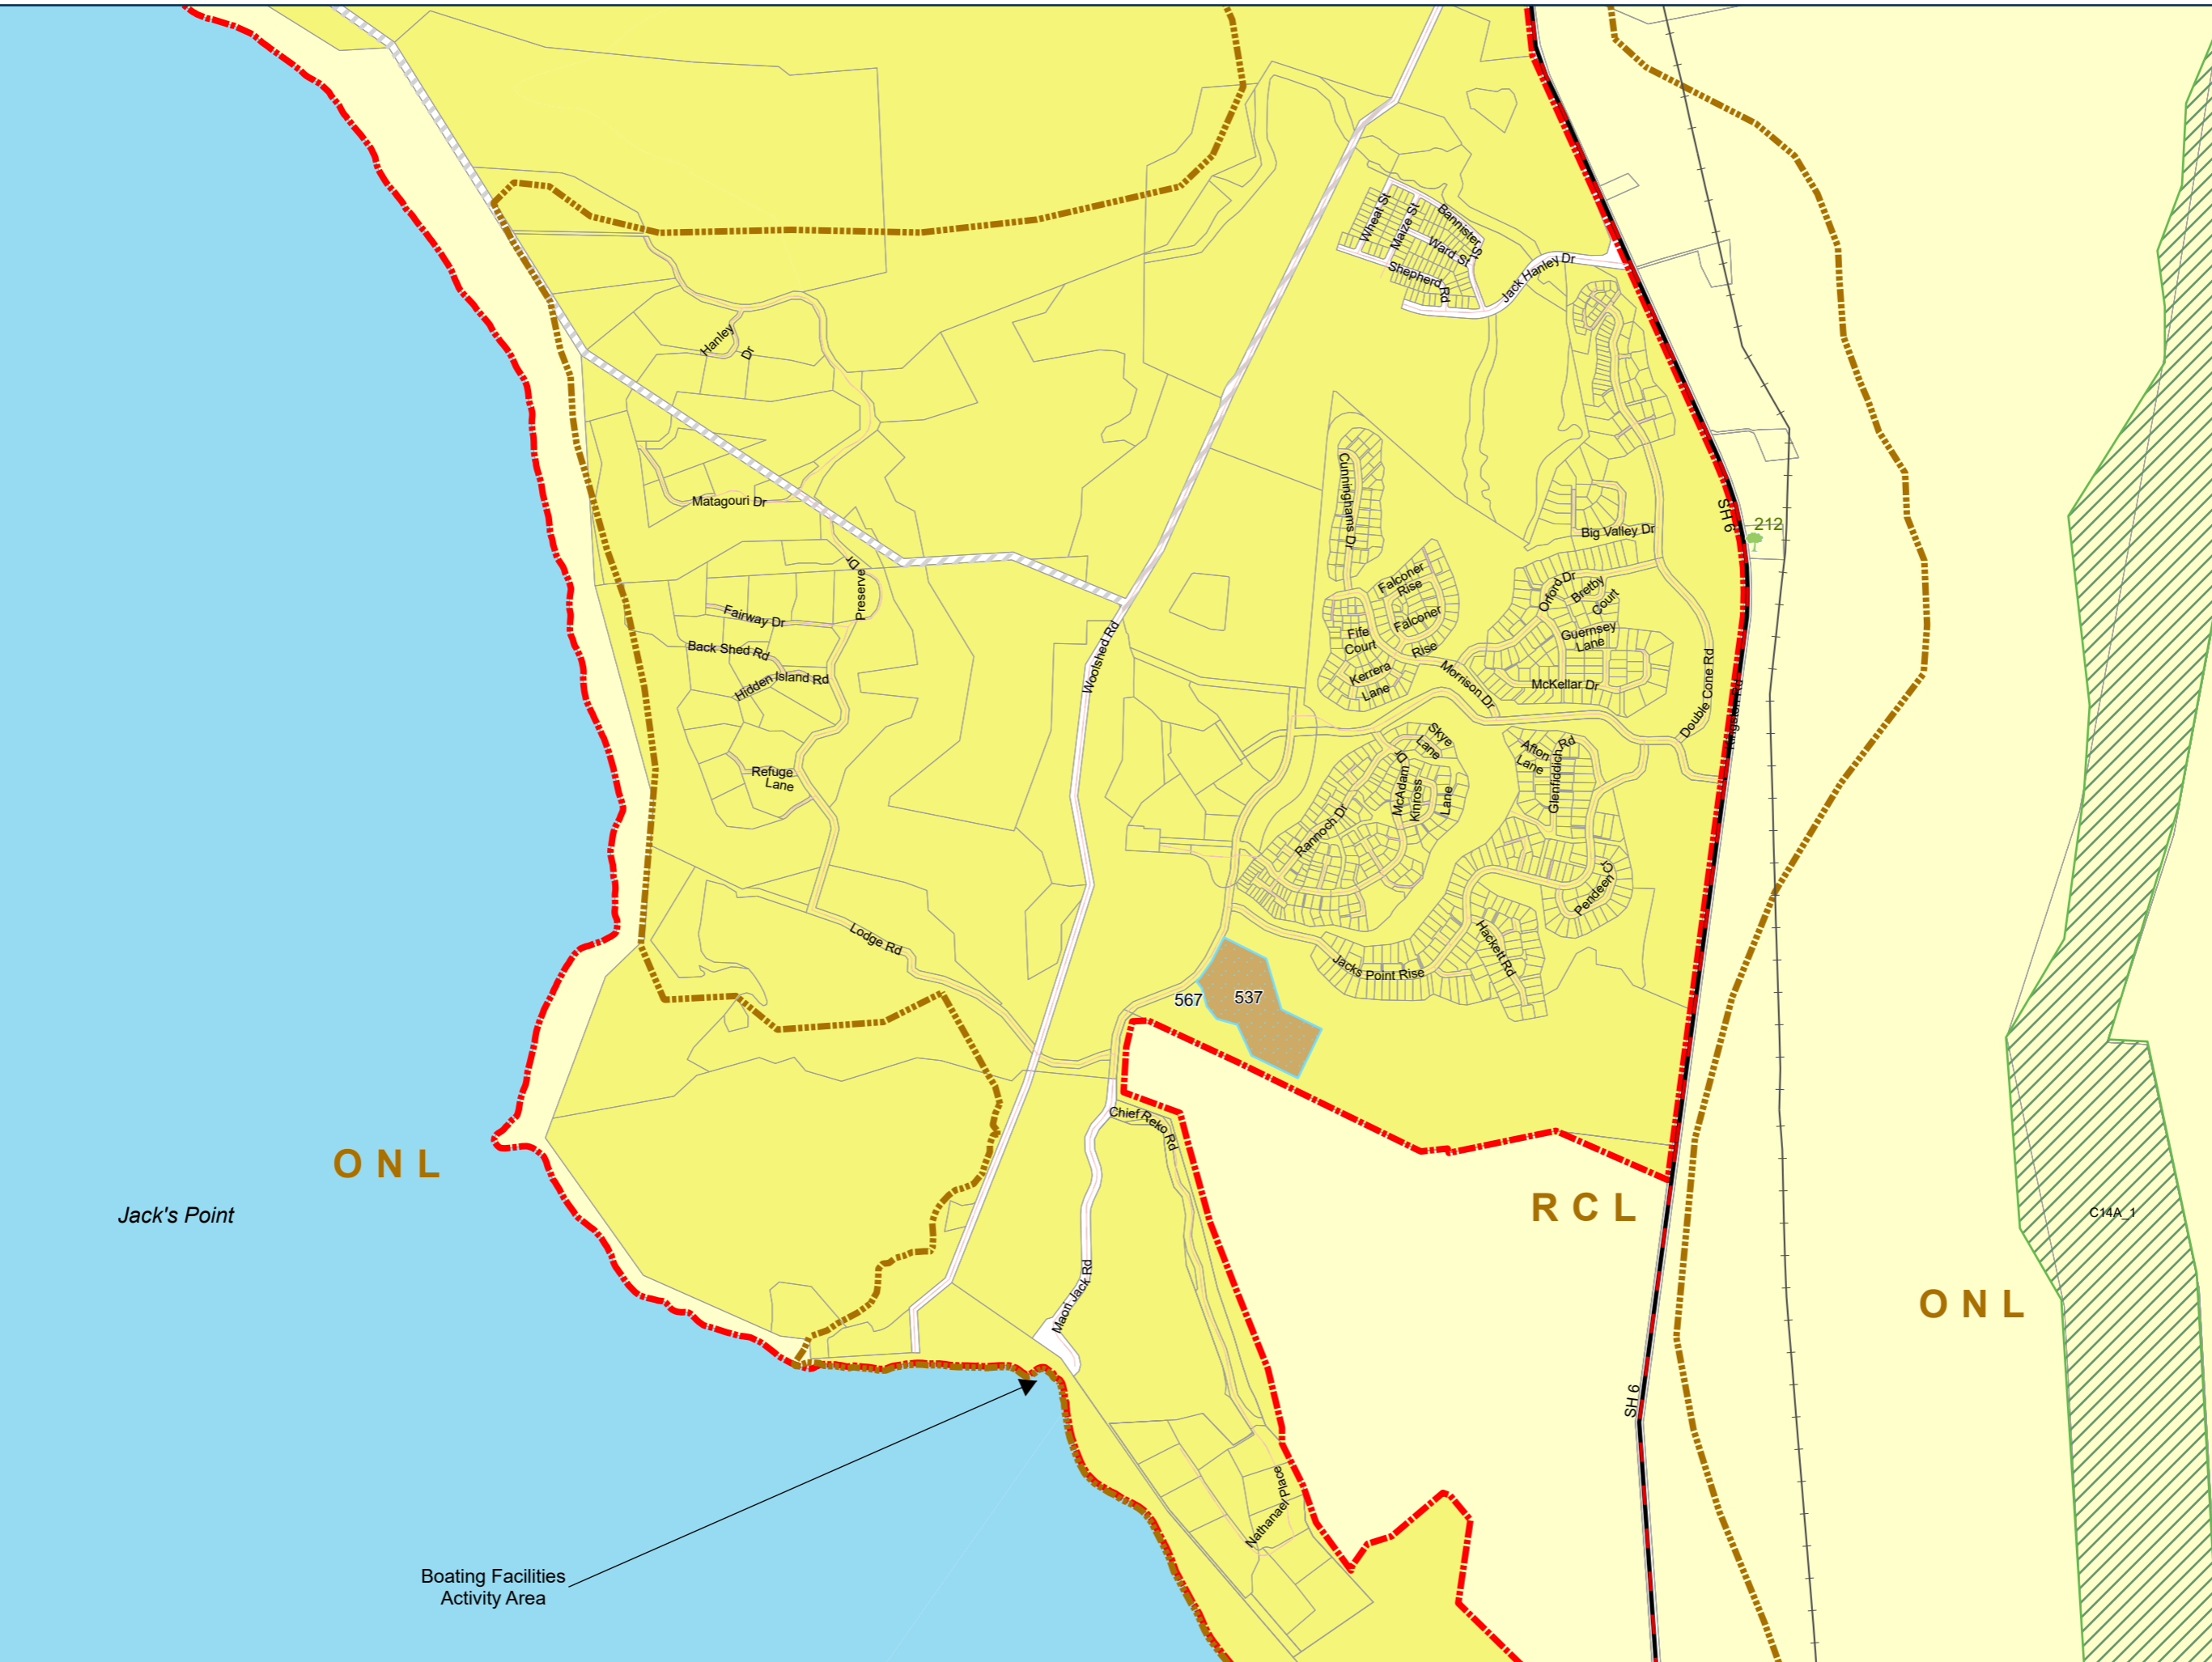 Wheat St
Maize St
Bannister
St
Ward St
Shepherd
Rd
Jack Hanley Dr
Hanley
Dr
Cunninghams Dr
Matagouri Dr
SH 6
212
Big Valley Dr
Preserve
Dr
Falconer
Rise
Orford Dr
Bretby
Court
Fairway Dr
Falconer
Rise
Fife
Court
Guernsey
Lane
Back Shed Rd
Woolshed Rd
Hidden Island Rd
Kerrera
Lane
Morrison Dr
McKellar Dr
Double Cone Rd
Kingston Rd
Skye
Lane
Afton
Lane
Glenfiddich
Rd
McAdam
Dr
Kinross
Lane
Refuge
Lane
Rannoch Dr
Pendeen
Cr
Lodge Rd
Hackett Rd
Jacks Point Rise
567
537
Chief Reko Rd
O N L
R C L
Jack's Point
C14A_1
Maori Jack Rd
O N L
SH 6
Nathanael Place
Boating Facilities
Activity Area